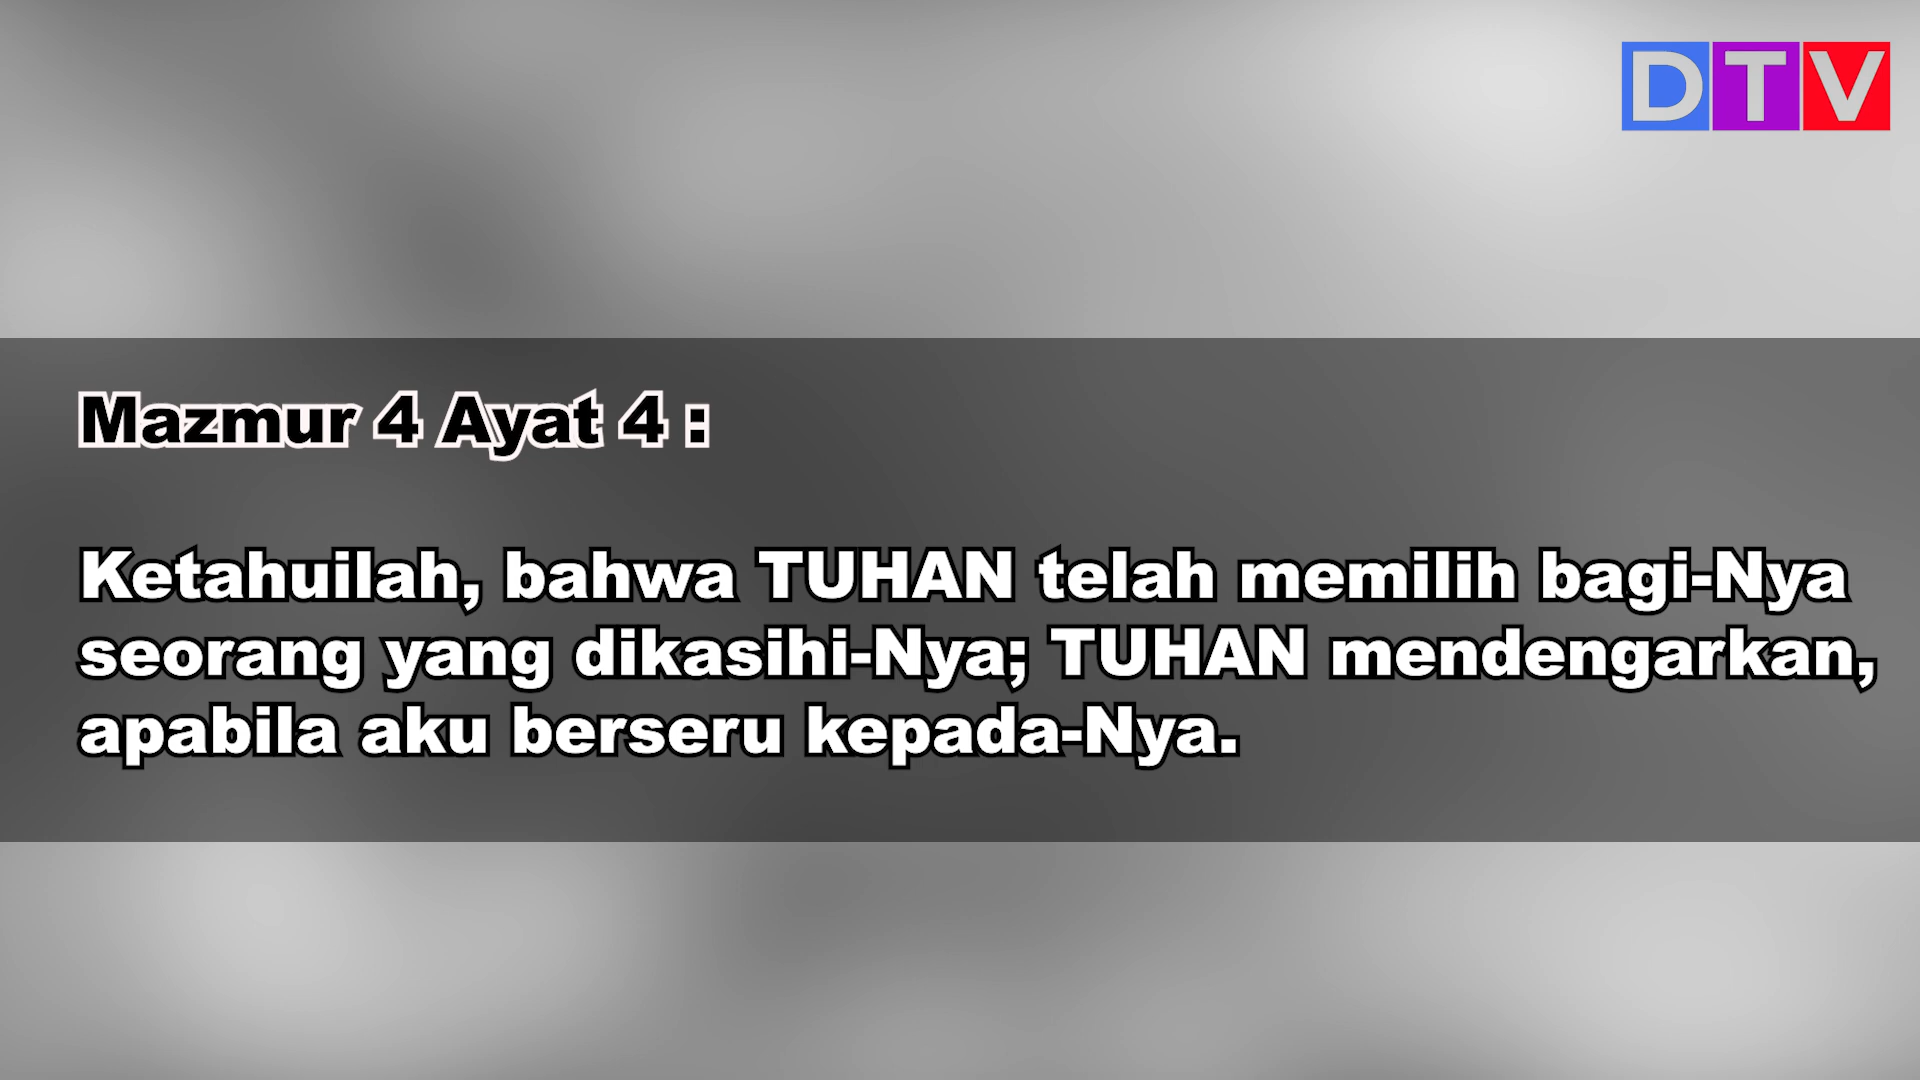 DTV
Mazmur 4 Ayat 4 :
Ketahuilah, bahwa TUHAN telah memilih bagi-Nya
seorang yang dikasihi-Nya; TUHAN mendengarkan,
apabila aku berseru kepada-Nya.